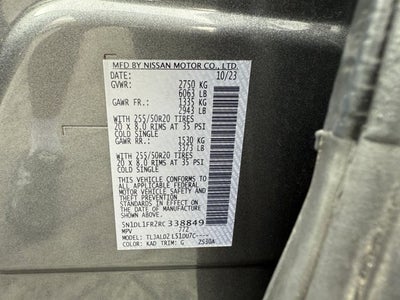 MFD BY NISSAN MOTOR CO., LTD.
DATE: 10/23
GVWR: 2750 KG
6063 LB
GAWR FR.: 1335 KG
2943 LB
WITH 255/50R20 TIRES
20 x 8.0 RIMS AT 35 PSI
COLD SINGLE
GAWR RR.: 1530 KG
3373 LB
WITH 255/50R20 TIRES
20 X 8.0 RIMS AT 35 PSI
COLD SINGLE
THIS VEHICLE CONFORMS TO ALL
APPLICABLE FEDERAL MOTOR
VEHICLE SAFETY AND
THEFT PREVENTION STANDARDS
IN EFFECT ON THE DATE OF
MANUFACTURE SHOWN ABOVE.
5N1DL1FR2RC338849
MPV
MODEL:
COLOR: KAD TRIM: G 2530A